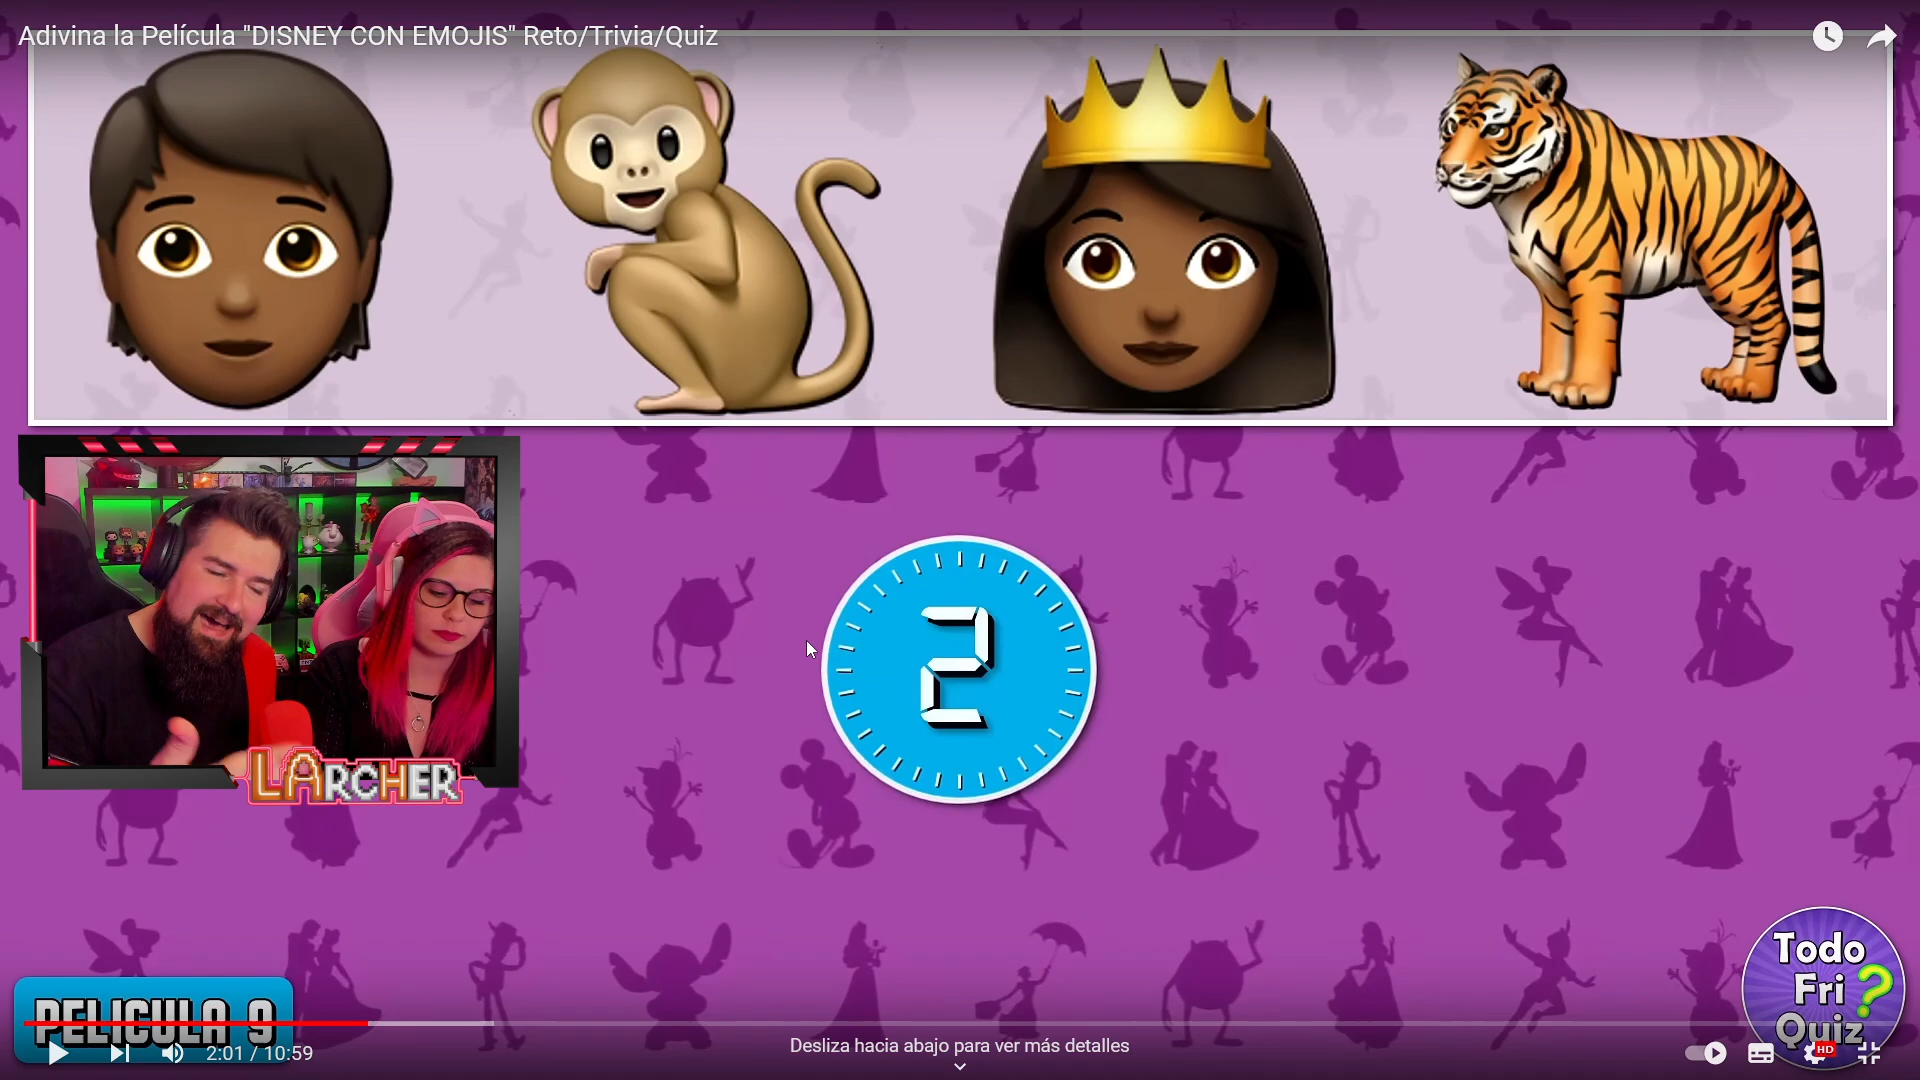 Adivina la Película "DISNEY CON EMOJIS" Reto/Trivia/Quiz
2
LARCHER
PELICULA 9
2:01 / 10:59
Desliza hacia abajo para ver más detalles
HD
Todo
Fri
Quiz
?